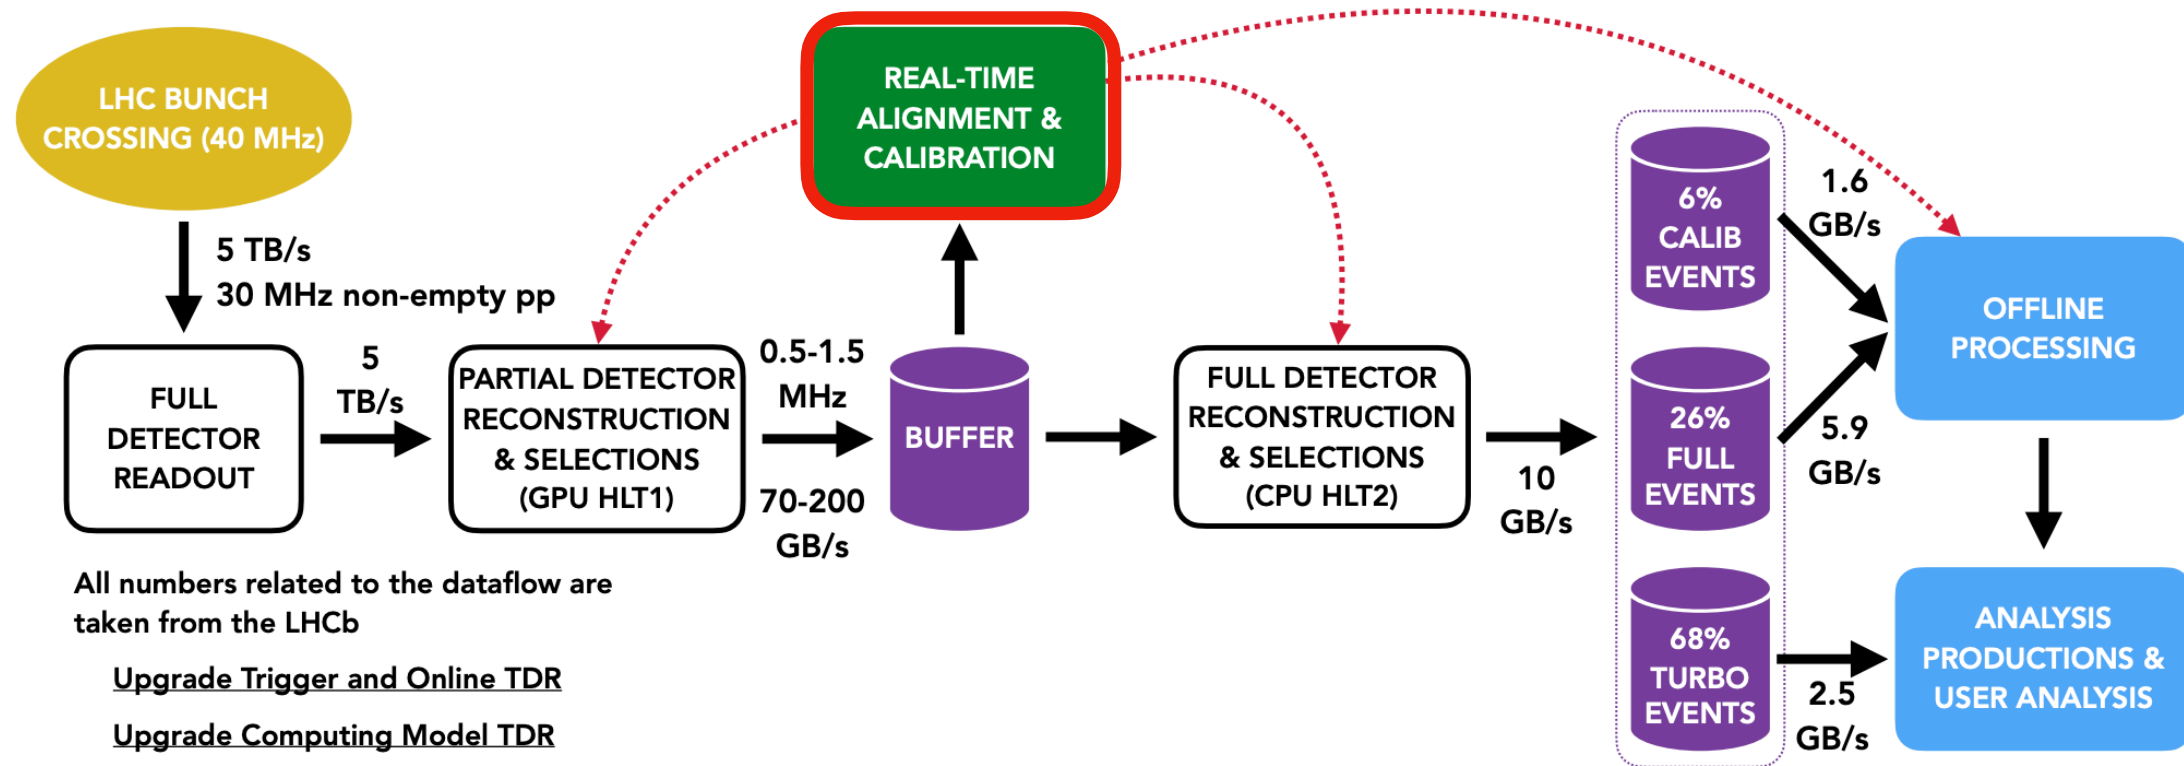 LHC BUNCH
CROSSING (40 MHz)
5 TB/s
30 MHz non-empty pp
FULL
DETECTOR
READOUT
5
TB/s
PARTIAL DETECTOR
RECONSTRUCTION
& SELECTIONS
(GPU HLT1)
0.5-1.5
MHz
70-200
GB/s
REAL-TIME
ALIGNMENT &
CALIBRATION
BUFFER
FULL DETECTOR
RECONSTRUCTION
& SELECTIONS
(CPU HLT2)
10
GB/s
6%
CALIB
EVENTS
1.6
GB/s
26%
FULL
EVENTS
5.9
GB/s
68%
TURBO
EVENTS
2.5
GB/s
OFFLINE
PROCESSING
ANALYSIS
PRODUCTIONS &
USER ANALYSIS
All numbers related to the dataflow are
taken from the LHCb
Upgrade Trigger and Online TDR
Upgrade Computing Model TDR